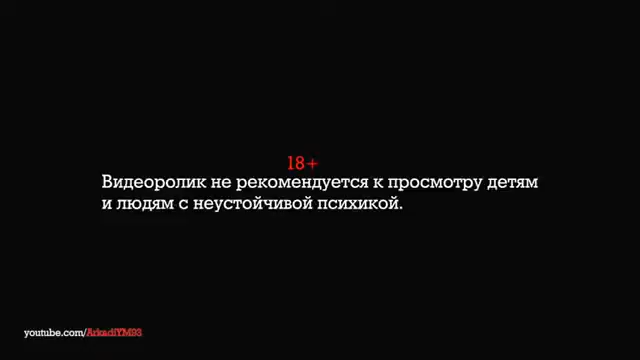 18+
Видеоролик не рекомендуется к просмотру детям
и людям с неустойчивой психикой.
youtube.com/ArkadiYM93